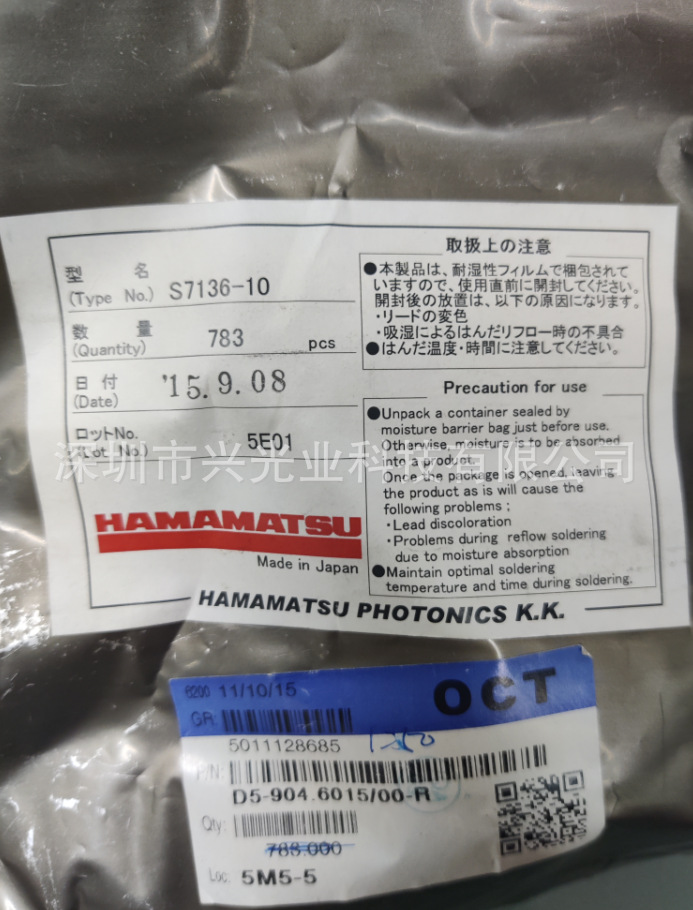 型 名
(Type No.) S7136-10
数 量
(Quantity) 783 pcs
日 付
(Date) '15.9.08
ロットNo.
(Lot No.) 5E01
HAMAMATSU
Made in Japan
取扱上の注意
●本製品は、耐湿性フィルムで梱包されて
いますので、使用直前に開封してください。
開封後の放置は、以下の原因になります。
・リードの変色
・吸湿によるはんだリフロー時の不具合
●はんだ温度・時間に注意してください。
Precaution for use
●Unpack a container sealed by
moisture barrier bag just before use.
Otherwise, moisture is to be absorbed
into a product.
Once the package is opened, leaving
the product as is will cause the
following problems ;
・Lead discoloration
・Problems during reflow soldering
due to moisture absorption
●Maintain optimal soldering
temperature and time during soldering.
HAMAMATSU PHOTONICS K.K.
深圳市兴光业科技有限公司
6200 11/10/15
OCT
GR:
5011128685
P/N:
D5-904.6015/00-R
Qty:
783.000
Loc: 5M5-5